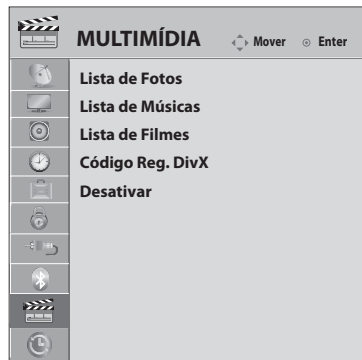 MULTIMÍDIA Mover Enter
Lista de Fotos
Lista de Músicas
Lista de Filmes
Código Reg. DivX
Desativar